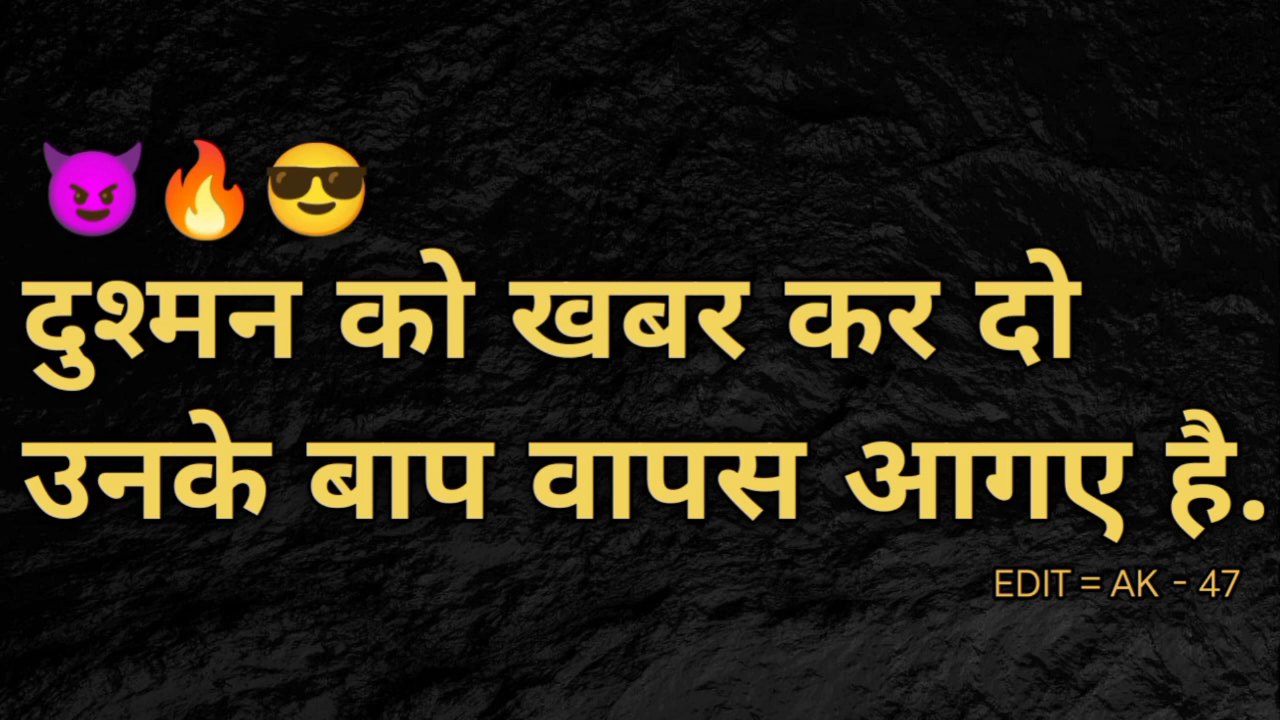 😈🔥😎
दुश्मन को खबर कर दो
उनके बाप वापस आगए है.
EDIT = AK - 47